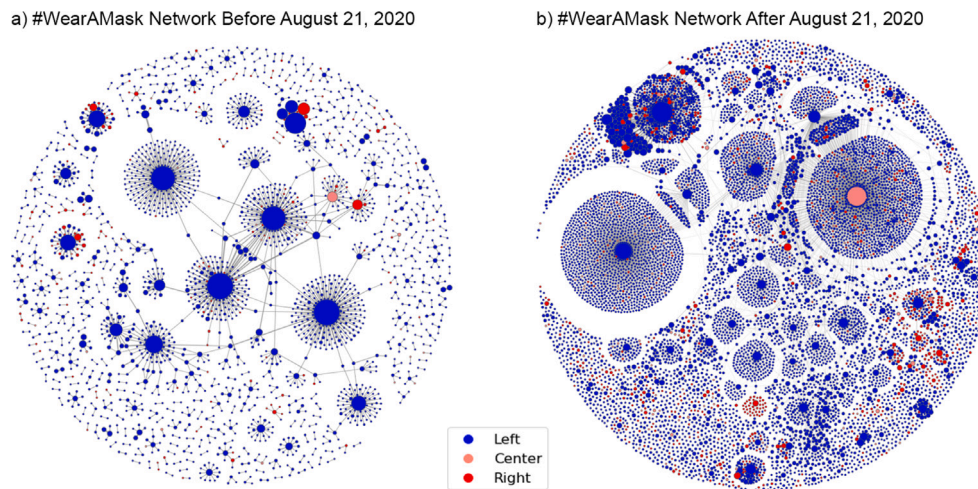 a) #WearAMask Network Before August 21, 2020
b) #WearAMask Network After August 21, 2020
Left
Center
Right